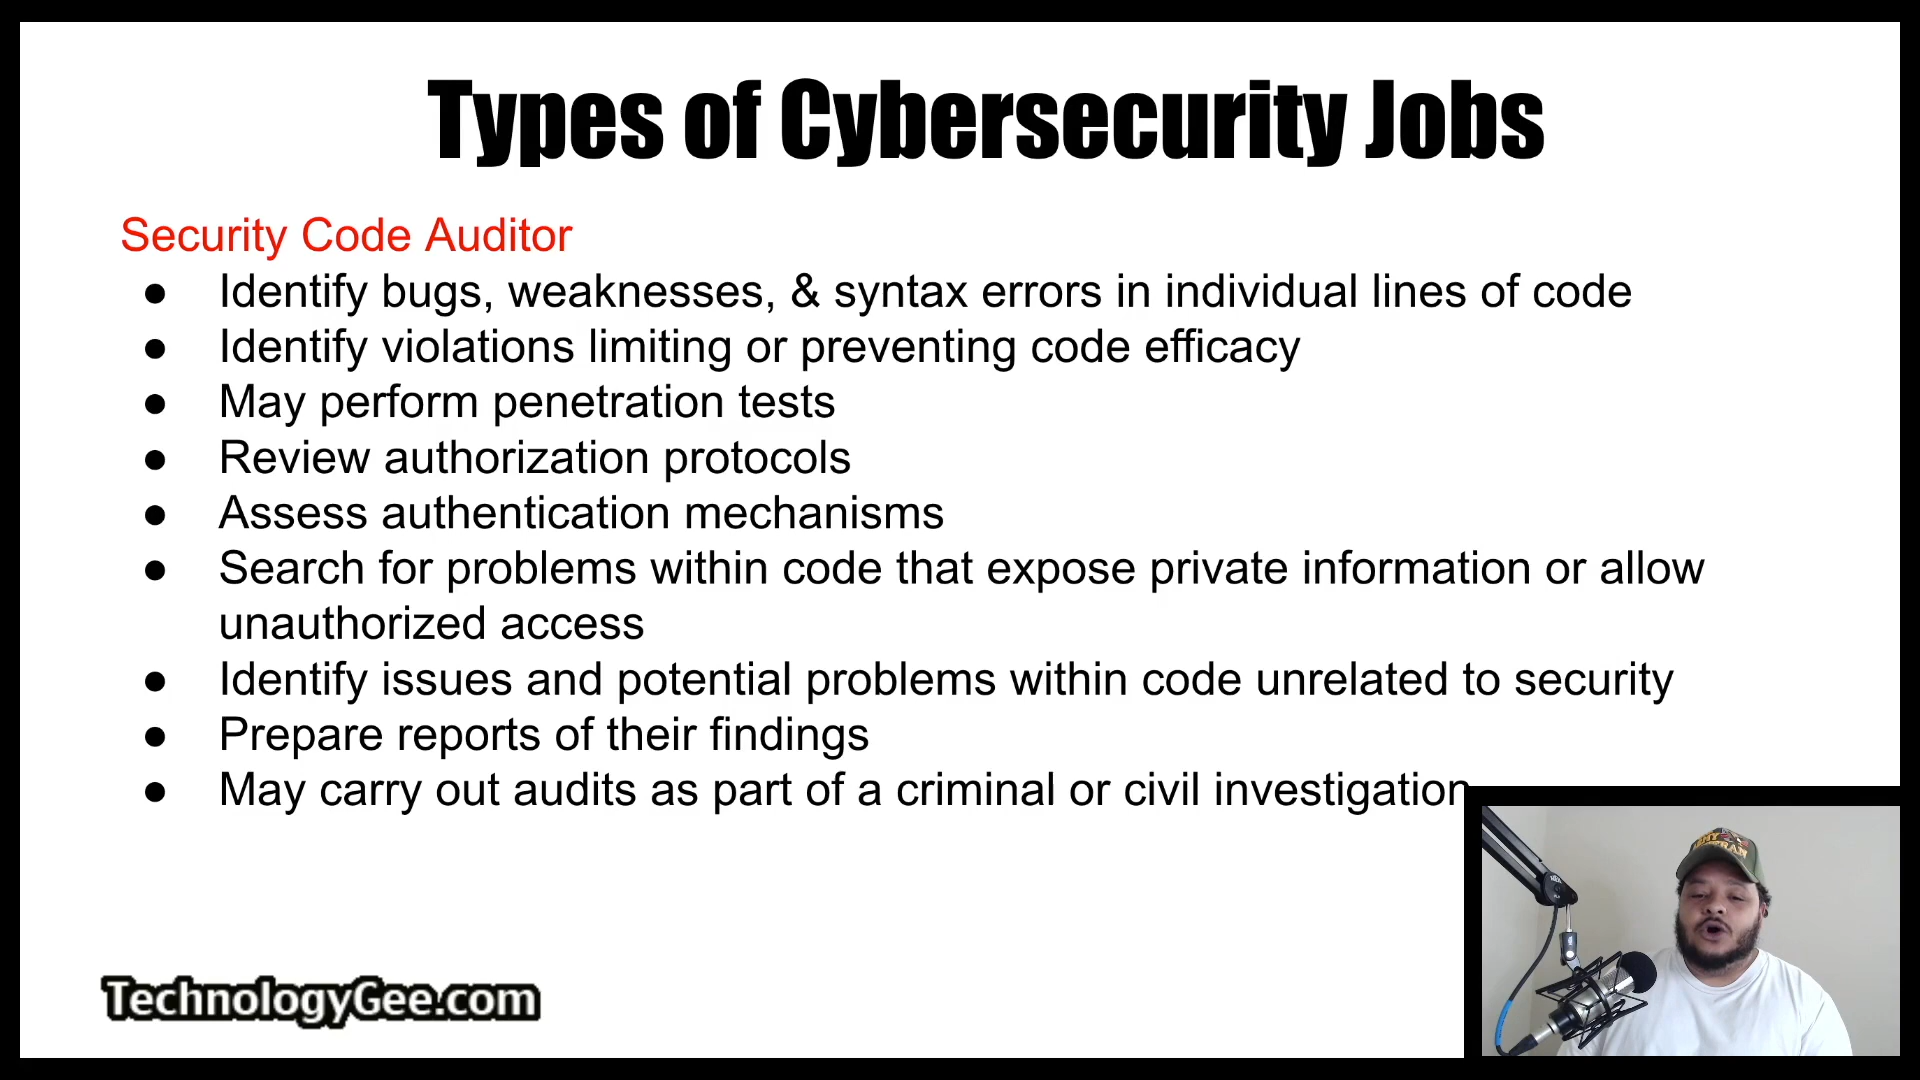 Types of Cybersecurity Jobs
Security Code Auditor
● Identify bugs, weaknesses, & syntax errors in individual lines of code
● Identify violations limiting or preventing code efficacy
● May perform penetration tests
● Review authorization protocols
● Assess authentication mechanisms
● Search for problems within code that expose private information or allow
unauthorized access
● Identify issues and potential problems within code unrelated to security
● Prepare reports of their findings
● May carry out audits as part of a criminal or civil investigation
TechnologyGee.com